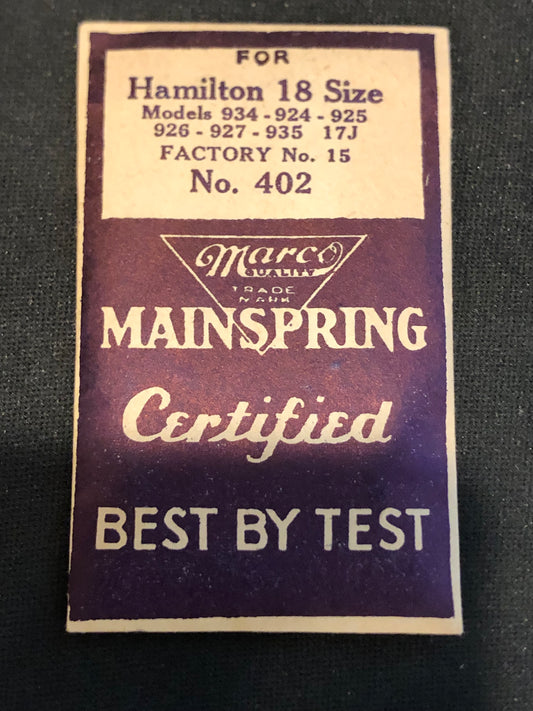 FOR
Hamilton 18 Size
Models 934 - 924 - 925
926 - 927 - 935 17J
FACTORY No. 15
No. 402
Marco
QUALITY
TRADE
MARK
MAINSPRING
Certified
BEST BY TEST